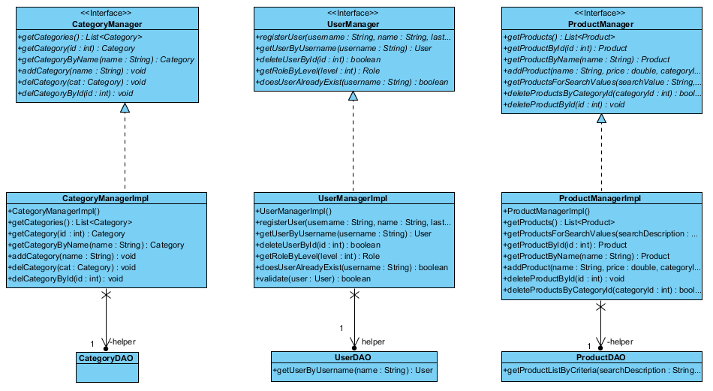 <<interface>>
CategoryManager
+getCategories() : List<Category>
+getCategory(id : int) : Category
+getCategoryByName(name : String) : Category
+addCategory(name : String) : void
+delCategory(cat : Category) : void
+delCategoryById(id : int) : void
<<interface>>
UserManager
+registerUser(username : String, name : String, last...
+getUserByUsername(username : String) : User
+deleteUserById(id : int) : boolean
+getRoleByLevel(level : int) : Role
+doesUserAlreadyExist(username : String) : boolean
<<interface>>
ProductManager
+getProducts() : List<Product>
+getProductById(id : int) : Product
+getProductByName(name : String) : Product
+addProduct(name : String, price : double, categoryI...
+getProductsForSearchValues(searchValue : String,...
+deleteProductsByCategoryId(categoryId : int) : boo...
+deleteProductById(id : int) : void
CategoryManagerImpl
+CategoryManagerImpl()
+getCategories() : List<Category>
+getCategory(id : int) : Category
+getCategoryByName(name : String) : Category
+addCategory(name : String) : void
+delCategory(cat : Category) : void
+delCategoryById(id : int) : void
UserManagerImpl
+UserManagerImpl()
+registerUser(username : String, name : String, last...
+getUserByUsername(username : String) : User
+deleteUserById(id : int) : boolean
+getRoleByLevel(level : int) : Role
+doesUserAlreadyExist(username : String) : boolean
+validate(user : User) : boolean
ProductManagerImpl
+ProductManagerImpl()
+getProducts() : List<Product>
+getProductsForSearchValues(searchDescription : ...
+getProductById(id : int) : Product
+getProductByName(name : String) : Product
+addProduct(name : String, price : double, categoryI...
+deleteProductById(id : int) : void
+deleteProductsByCategoryId(categoryId : int) : bool...
1
-helper
1
-helper
1
-helper
CategoryDAO
UserDAO
+getUserByUsername(name : String) : User
ProductDAO
+getProductListByCriteria(searchDescription : String...